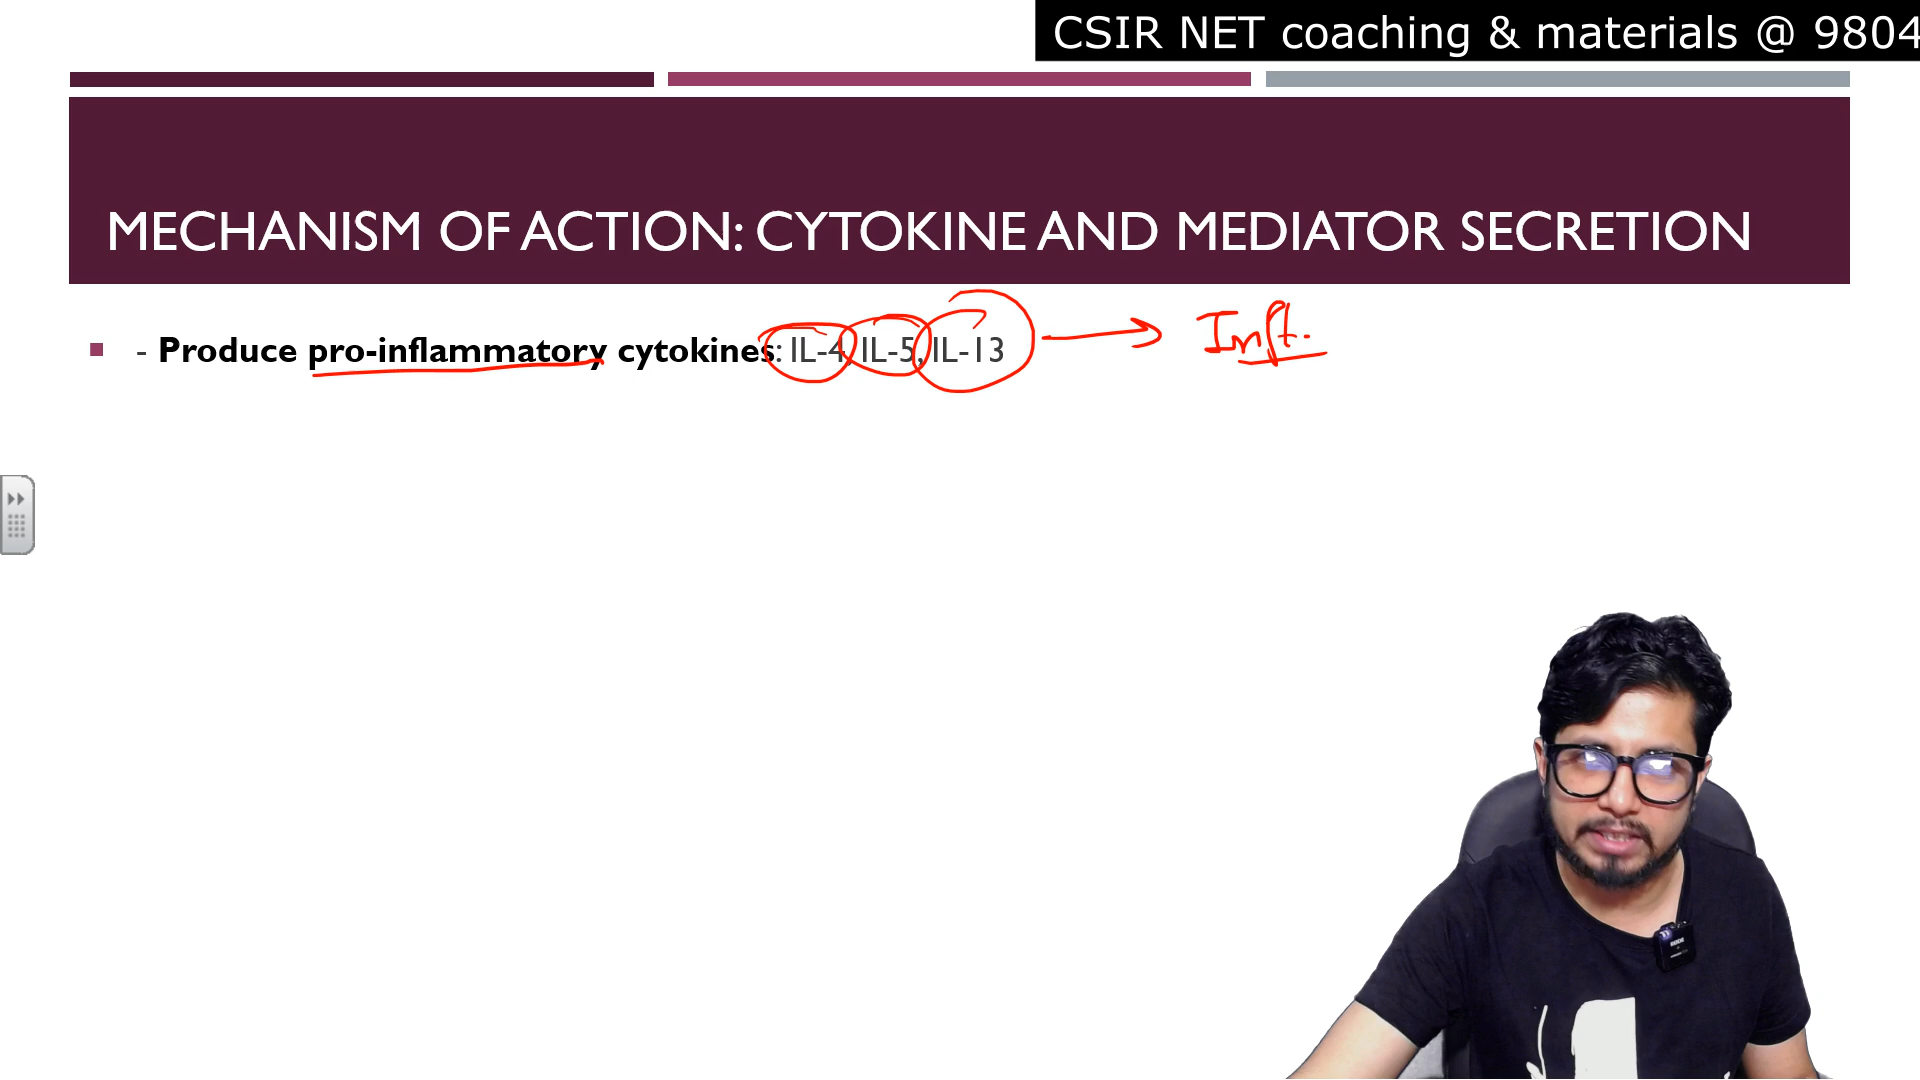 CSIR NET coaching & materials @ 9804
MECHANISM OF ACTION: CYTOKINE AND MEDIATOR SECRETION
- Produce pro-inflammatory cytokines: IL-4, IL-5, IL-13
Infl.